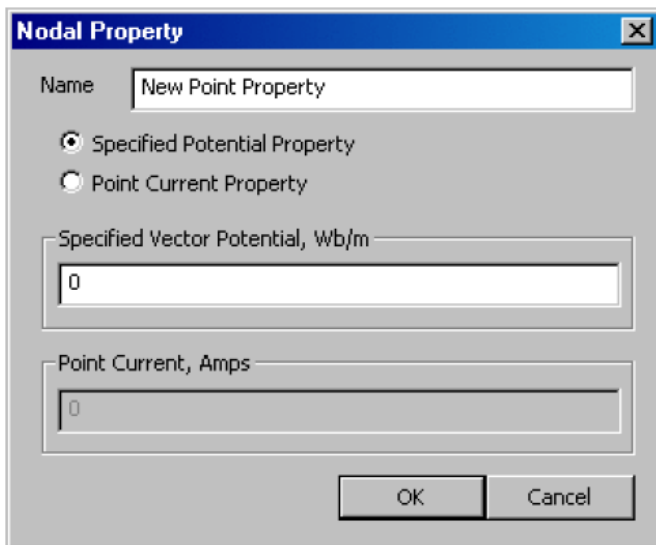 Nodal Property
Name New Point Property
Specified Potential Property
Point Current Property
Specified Vector Potential, Wb/m
0
Point Current, Amps
0
OK Cancel